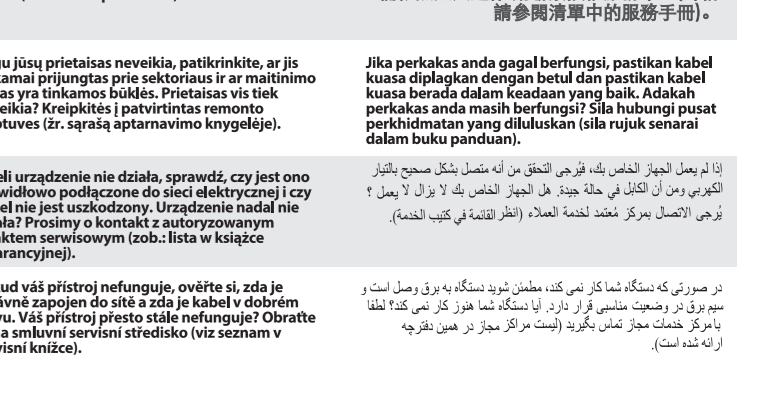 請參閱清單中的服務手冊)。
gu jūsų prietaisas neveikia, patikrinkite, ar jis
kamai prijungtas prie sektoriaus ir ar maitinimo
as yra tinkamos būklės. Prietaisas vis tiek
eikia? Kreipkitės į patvirtintas remonto
otuves (žr. sąrašą aptarnavimo knygelėje).
Jika perkakas anda gagal berfungsi, pastikan kabel
kuasa diplagkan dengan betul dan pastikan kabel
kuasa berada dalam keadaan yang baik. Adakah
perkakas anda masih berfungsi? Sila hubungi pusat
perkhidmatan yang diluluskan (sila rujuk senarai
dalam buku panduan).
eli urządzenie nie działa, sprawdź, czy jest ono
widłowo podłączone do sieci elektrycznej i czy
el nie jest uszkodzony. Urządzenie nadal nie
ała? Prosimy o kontakt z autoryzowanym
ktem serwisowym (zob.: lista w książce
arancyjnej).
إذا لم يعمل الجهاز الخاص بك، فيُرجى التحقق من أنه متصل بشكل صحيح بالتيار
الكهربي ومن أن الكابل في حالة جيدة. هل الجهاز الخاص بك لا يزال لا يعمل ؟
يُرجى الاتصال بمركز مُعتمد لخدمة العملاء (انظر القائمة في كتيب الخدمة).
ud váš přístroj nefunguje, ověřte si, zda je
ávně zapojen do sítě a zda je kabel v dobrém
vu. Váš přístroj přesto stále nefunguje? Obraťte
a smluvní servisní středisko (viz seznam v
visní knížce).
در صورتی که دستگاه شما کار نمی کند، مطمئن شوید دستگاه به برق وصل است و
سیم برق در وضعیت مناسبی قرار دارد. آیا دستگاه شما هنوز کار نمی کند؟ لطفا
با مرکز خدمات مجاز تماس بگیرید (لیست مراکز مجاز در همین دفترچه
ارائه شده است).